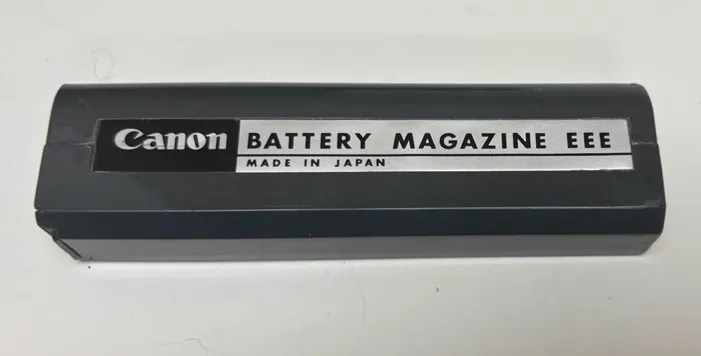 Canon BATTERY MAGAZINE EEE
MADE IN JAPAN